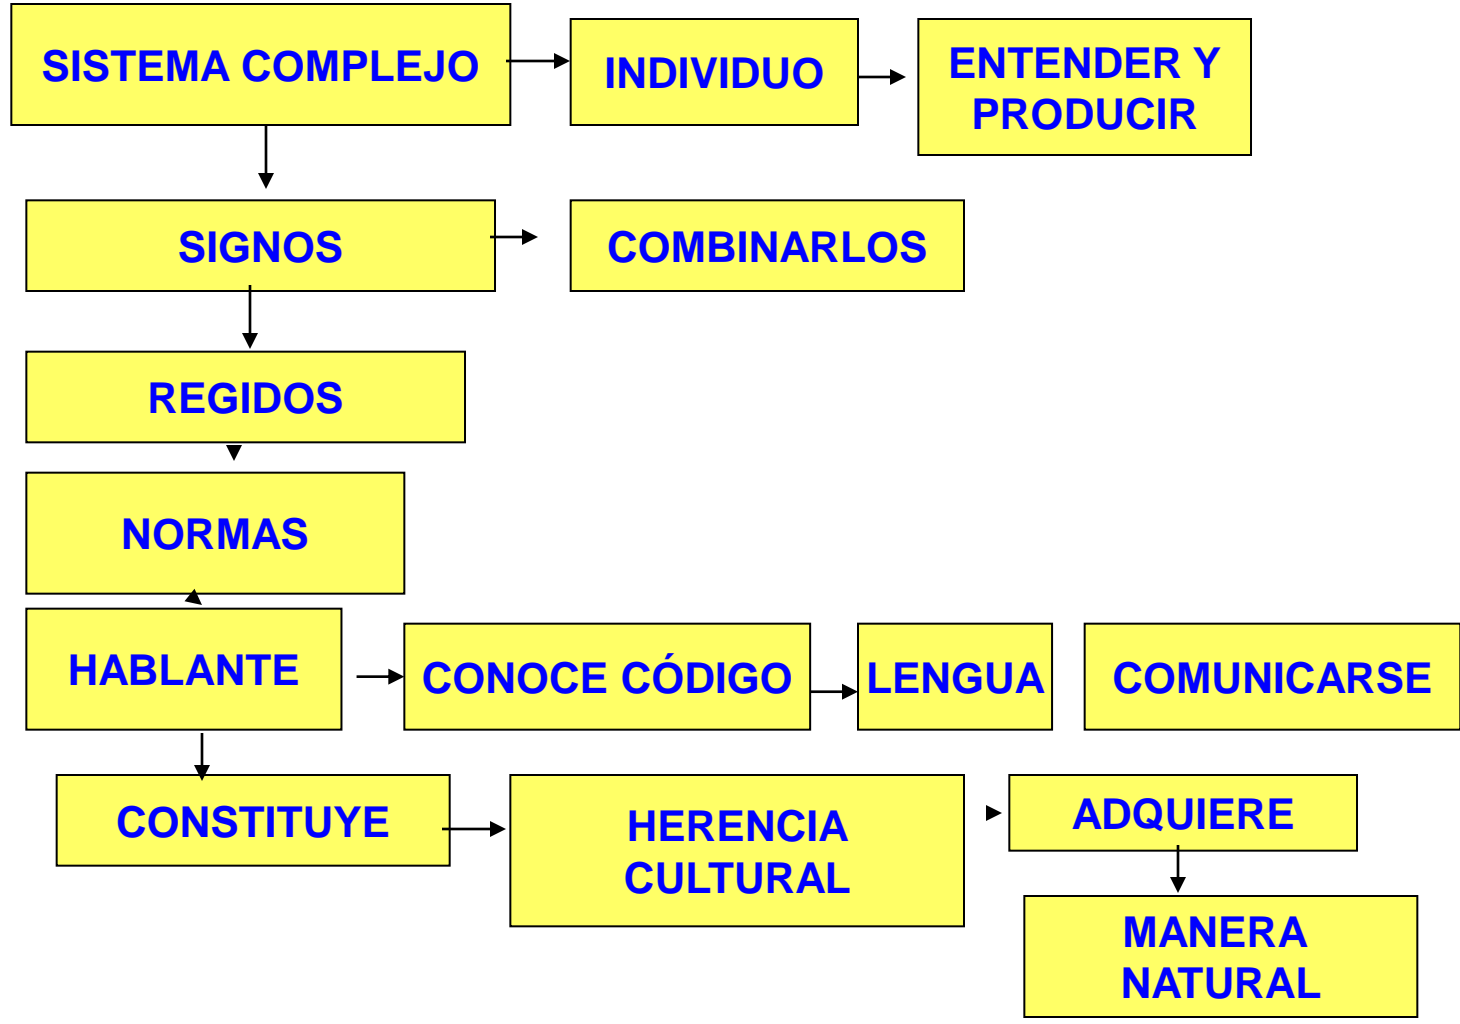 SISTEMA COMPLEJO
INDIVIDUO
ENTENDER Y
PRODUCIR
SIGNOS
COMBINARLOS
REGIDOS
NORMAS
HABLANTE
CONOCE CÓDIGO
LENGUA
COMUNICARSE
CONSTITUYE
HERENCIA
CULTURAL
ADQUIERE
MANERA
NATURAL